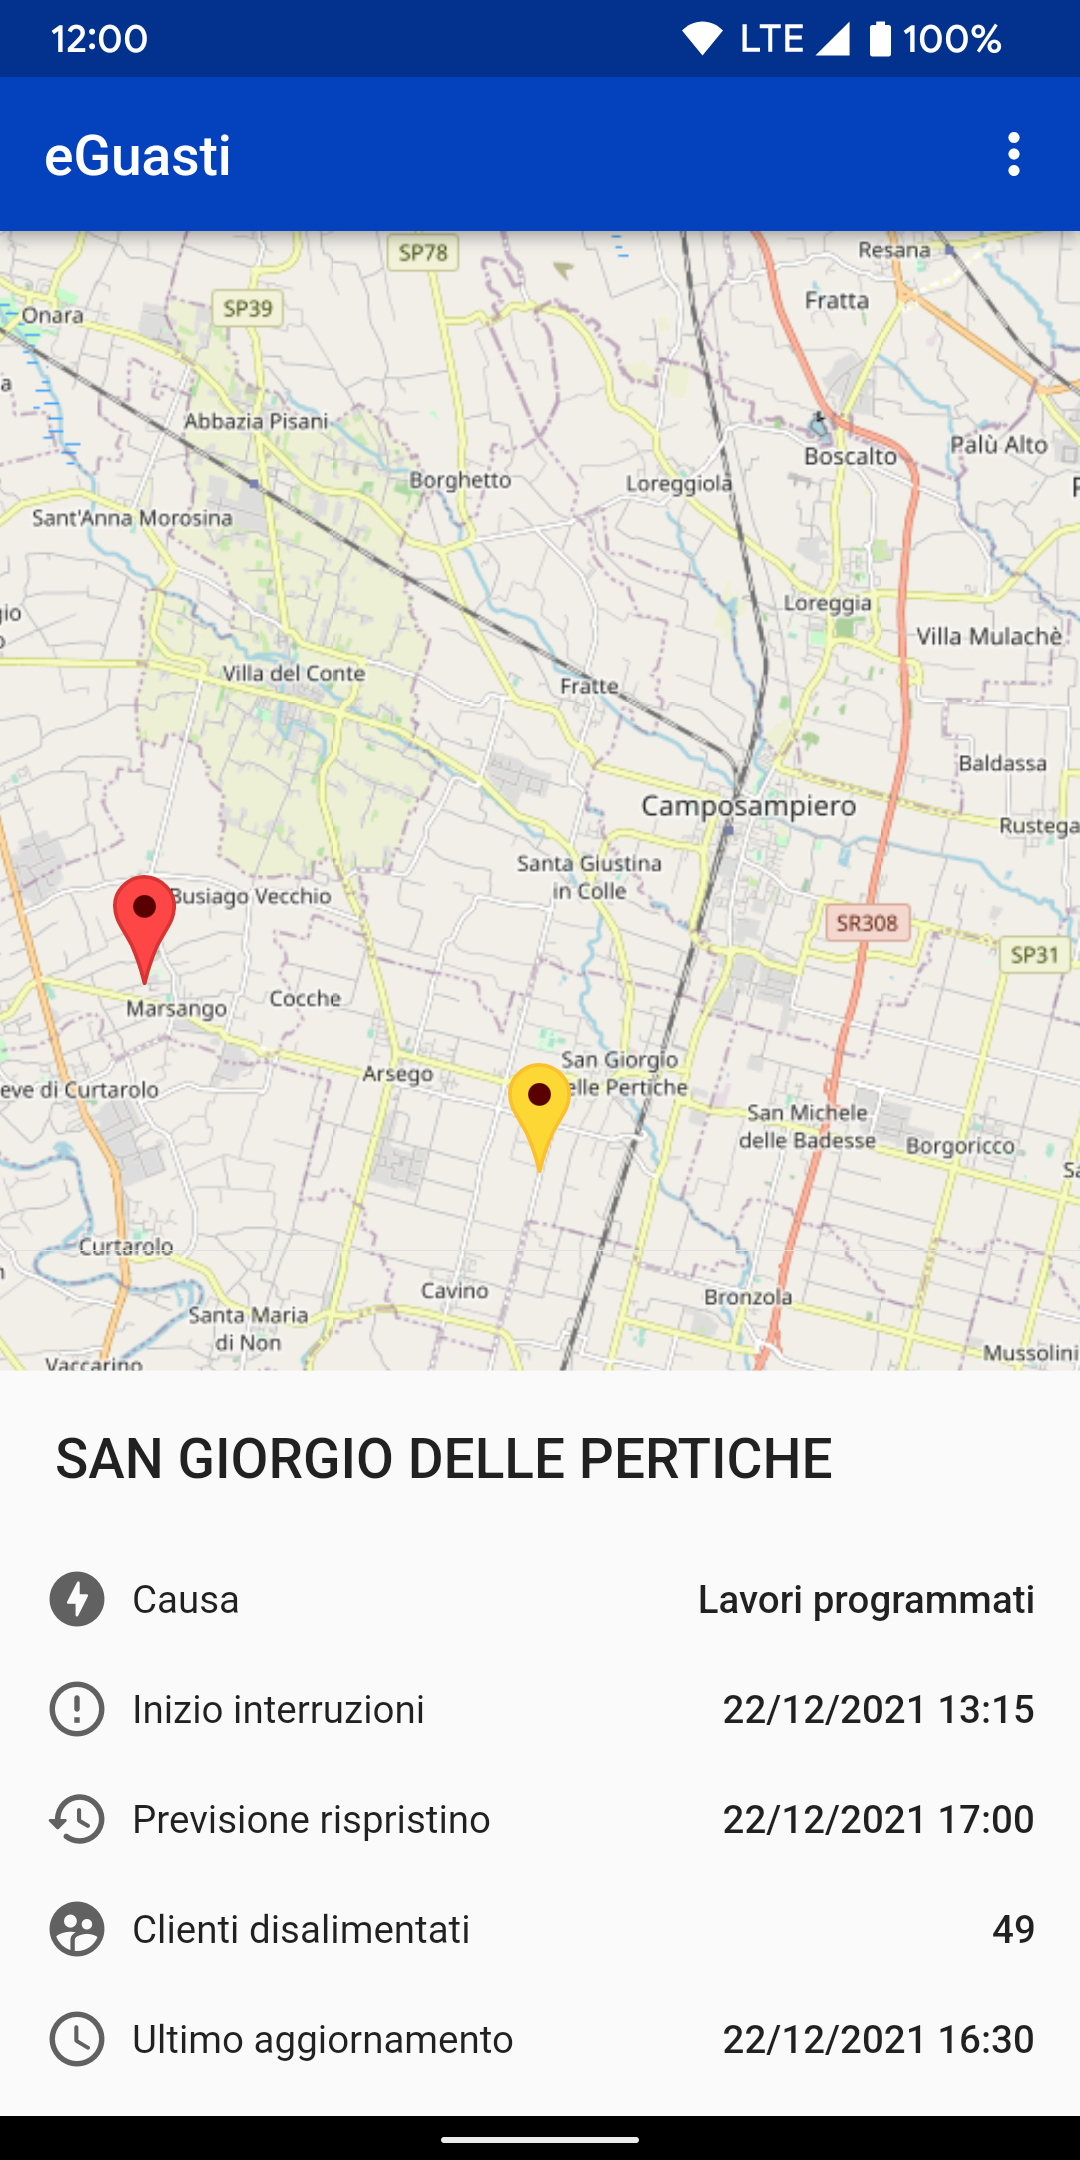 12:00 LTE 100%
eGuasti
SP78
Resana
SP39
Fratta
Onara
a
Abbazia Pisani
Palù Alto
Boscalto
Borghetto
Loreggiola
Sant'Anna Morosina
Loreggia
gio
Villa Mulachè
Villa del Conte
Fratte
Baldassa
Camposampiero
Rustega
Santa Giustina
in Colle
Busiago Vecchio
SR308
SP31
Cocche
Marsango
San Giorgio
elle Pertiche
Arsego
eve di Curtarolo
San Michele
delle Badesse
Borgoricco
Sa
Curtarolo
Cavino
Bronzola
Santa Maria
di Non
Mussolini
Vaccarino
SAN GIORGIO DELLE PERTICHE
Causa Lavori programmati
Inizio interruzioni 22/12/2021 13:15
Previsione rispristino 22/12/2021 17:00
Clienti disalimentati 49
Ultimo aggiornamento 22/12/2021 16:30